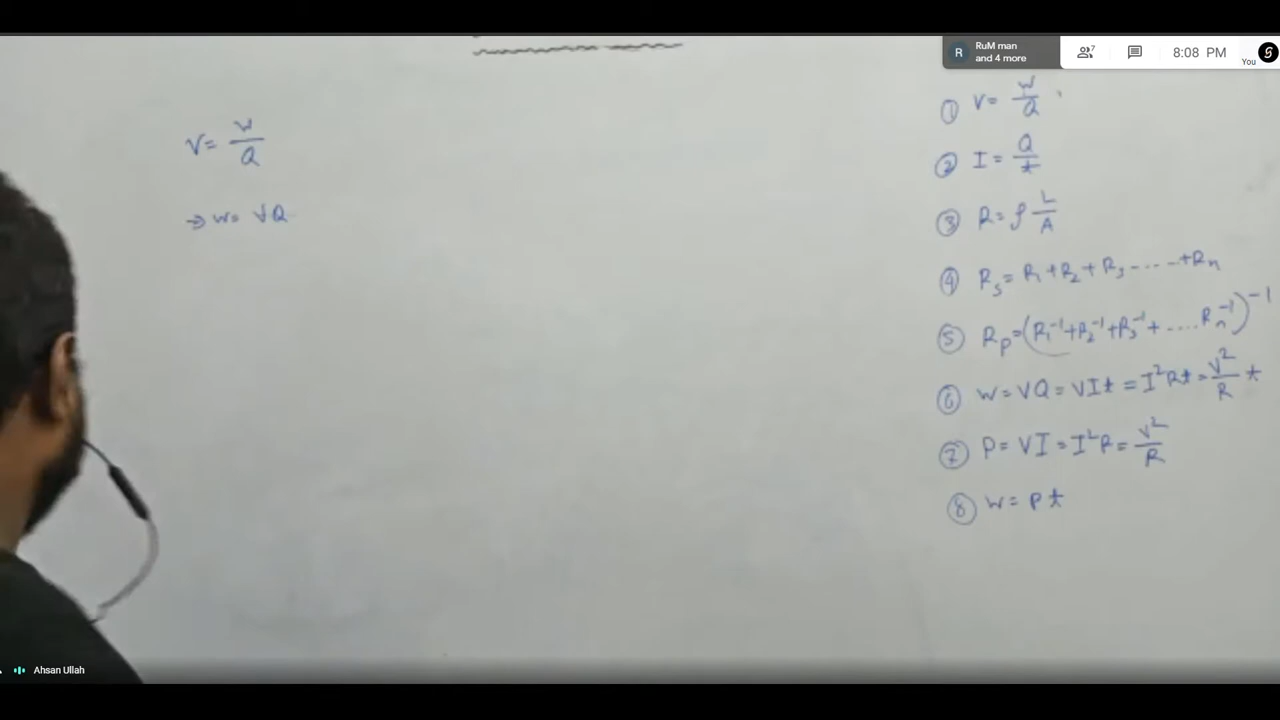 RuM man
and 4 more
7
8:08 PM
You
V = W/Q
→ W = VQ
① V = W/Q
② I = Q/t
③ R = ρ L/A
④ Rs = R₁ + R₂ + R₃ ----- + Rn
⑤ Rp = (R₁⁻¹ + R₂⁻¹ + R₃⁻¹ + .... Rn⁻¹)⁻¹
⑥ W = VQ = VIt = I²Rt = V²/R t
⑦ P = VI = I²R = V²/R
⑧ W = Pt
Ahsan Ullah